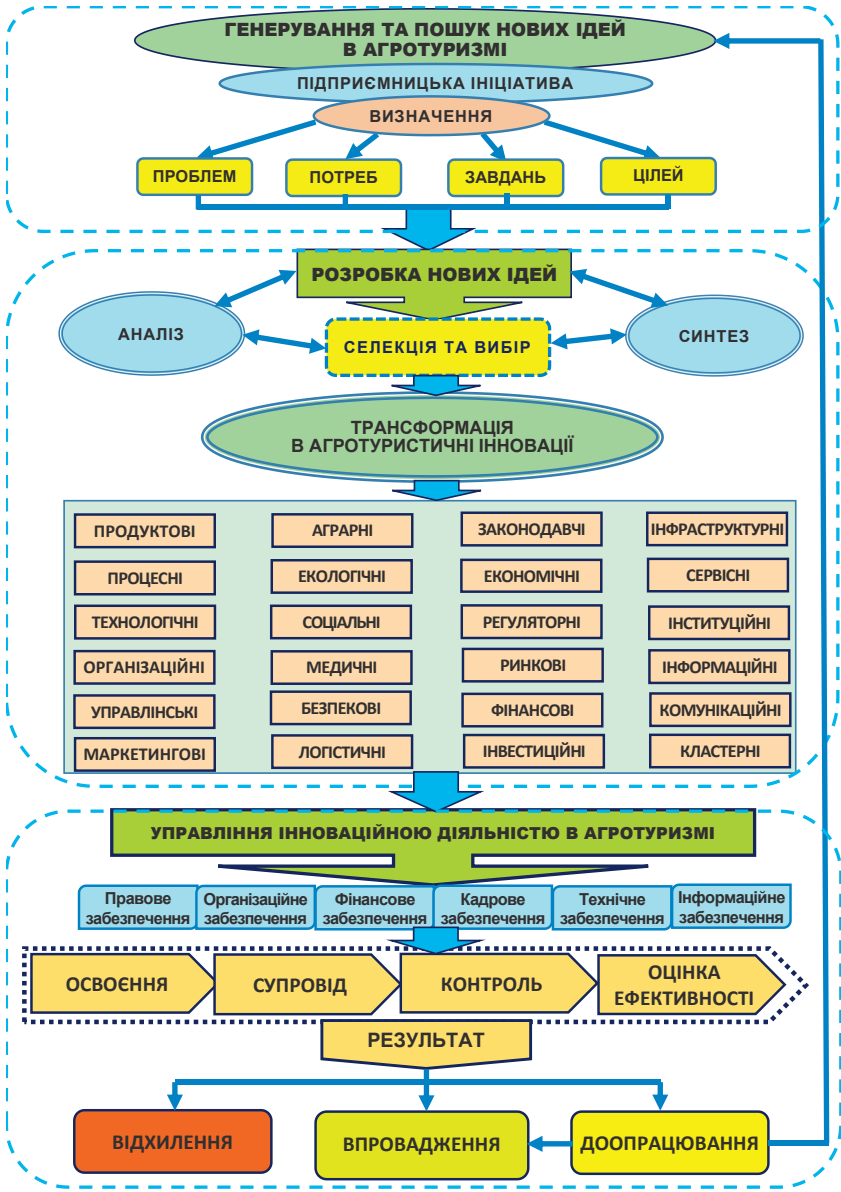 ГЕНЕРУВАННЯ ТА ПОШУК НОВИХ ІДЕЙ
В АГРОТУРИЗМІ
ПІДПРИЄМНИЦЬКА ІНІЦІАТИВА
ВИЗНАЧЕННЯ
ПРОБЛЕМ
ПОТРЕБ
ЗАВДАНЬ
ЦІЛЕЙ
РОЗРОБКА НОВИХ ІДЕЙ
АНАЛІЗ
СЕЛЕКЦІЯ ТА ВИБІР
СИНТЕЗ
ТРАНСФОРМАЦІЯ
В АГРОТУРИСТИЧНІ ІННОВАЦІЇ
ПРОДУКТОВІ
АГРАРНІ
ЗАКОНОДАВЧІ
ІНФРАСТРУКТУРНІ
ПРОЦЕСНІ
ЕКОЛОГІЧНІ
ЕКОНОМІЧНІ
СЕРВІСНІ
ТЕХНОЛОГІЧНІ
СОЦІАЛЬНІ
РЕГУЛЯТОРНІ
ІНСТИТУЦІЙНІ
ОРГАНІЗАЦІЙНІ
МЕДИЧНІ
РИНКОВІ
ІНФОРМАЦІЙНІ
УПРАВЛІНСЬКІ
БЕЗПЕКОВІ
ФІНАНСОВІ
КОМУНІКАЦІЙНІ
МАРКЕТИНГОВІ
ЛОГІСТИЧНІ
ІНВЕСТИЦІЙНІ
КЛАСТЕРНІ
УПРАВЛІННЯ ІННОВАЦІЙНОЮ ДІЯЛЬНІСТЮ В АГРОТУРИЗМІ
Правове
забезпечення
Організаційне
забезпечення
Фінансове
забезпечення
Кадрове
забезпечення
Технічне
забезпечення
Інформаційне
забезпечення
ОСВОЄННЯ
СУПРОВІД
КОНТРОЛЬ
ОЦІНКА
ЕФЕКТИВНОСТІ
РЕЗУЛЬТАТ
ВІДХИЛЕННЯ
ВПРОВАДЖЕННЯ
ДООПРАЦЮВАННЯ